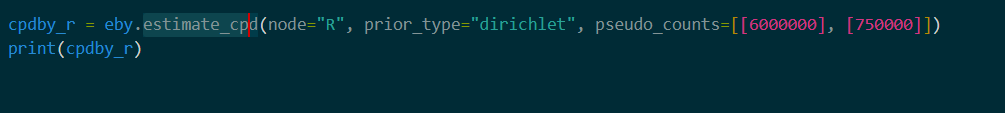 cpdby_r = eby.estimate_cpd(node="R", prior_type="dirichlet", pseudo_counts=[[6000000], [750000]])
print(cpdby_r)